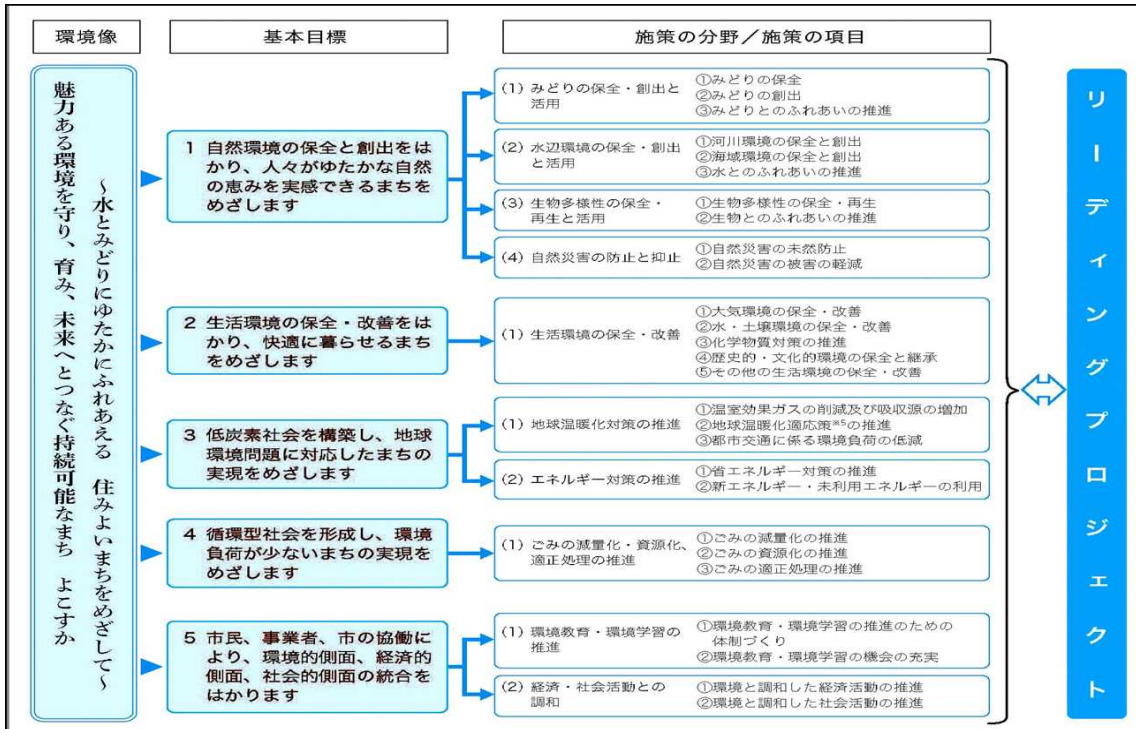 環境像
基本目標
施策の分野／施策の項目
魅力ある環境を守り、育み、未来へとつなぐ持続可能なまち　よこすか
～水とみどりにゆたかにふれあえる　住みよいまちをめざして～
1 自然環境の保全と創出をは
かり、人々がゆたかな自然
の恵みを実感できるまちを
めざします
(1) みどりの保全・創出と
活用
①みどりの保全
②みどりの創出
③みどりとのふれあいの推進
(2) 水辺環境の保全・創出
と活用
①河川環境の保全と創出
②海域環境の保全と創出
③水とのふれあいの推進
(3) 生物多様性の保全・
再生と活用
①生物多様性の保全・再生
②生物とのふれあいの推進
(4) 自然災害の防止と抑止
①自然災害の未然防止
②自然災害の被害の軽減
2 生活環境の保全・改善をは
かり、快適に暮らせるまち
をめざします
(1) 生活環境の保全・改善
①大気環境の保全・改善
②水・土壌環境の保全・改善
③化学物質対策の推進
④歴史的・文化的環境の保全と継承
⑤その他の生活環境の保全・改善
3 低炭素社会を構築し、地球
環境問題に対応したまちの
実現をめざします
(1) 地球温暖化対策の推進
①温室効果ガスの削減及び吸収源の増加
②地球温暖化適応策※5の推進
③都市交通に係る環境負荷の低減
(2) エネルギー対策の推進
①省エネルギー対策の推進
②新エネルギー・未利用エネルギーの利用
4 循環型社会を形成し、環境
負荷が少ないまちの実現を
めざします
(1) ごみの減量化・資源化、
適正処理の推進
①ごみの減量化の推進
②ごみの資源化の推進
③ごみの適正処理の推進
5 市民、事業者、市の協働に
より、環境的側面、経済的
側面、社会的側面の統合を
はかります
(1) 環境教育・環境学習の
推進
①環境教育・環境学習の推進のための
体制づくり
②環境教育・環境学習の機会の充実
(2) 経済・社会活動との
調和
①環境と調和した経済活動の推進
②環境と調和した社会活動の推進
リーディングプロジェクト